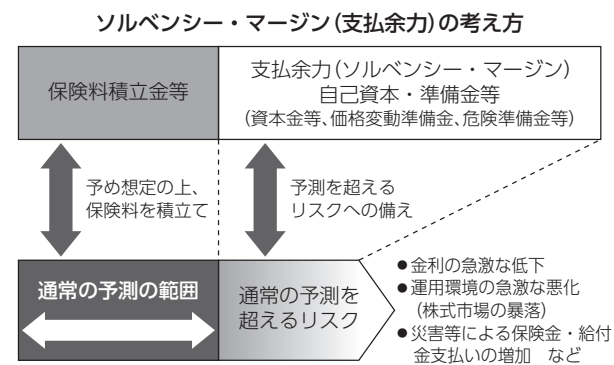 ソルベンシー・マージン(支払余力)の考え方
保険料積立金等
支払余力(ソルベンシー・マージン)
自己資本・準備金等
(資本金等、価格変動準備金、危険準備金等)
予め想定の上、
保険料を積立て
予測を超える
リスクへの備え
通常の予測の範囲
通常の予測を
超えるリスク
●金利の急激な低下
●運用環境の急激な悪化
(株式市場の暴落)
●災害等による保険金・給付
金支払いの増加 など